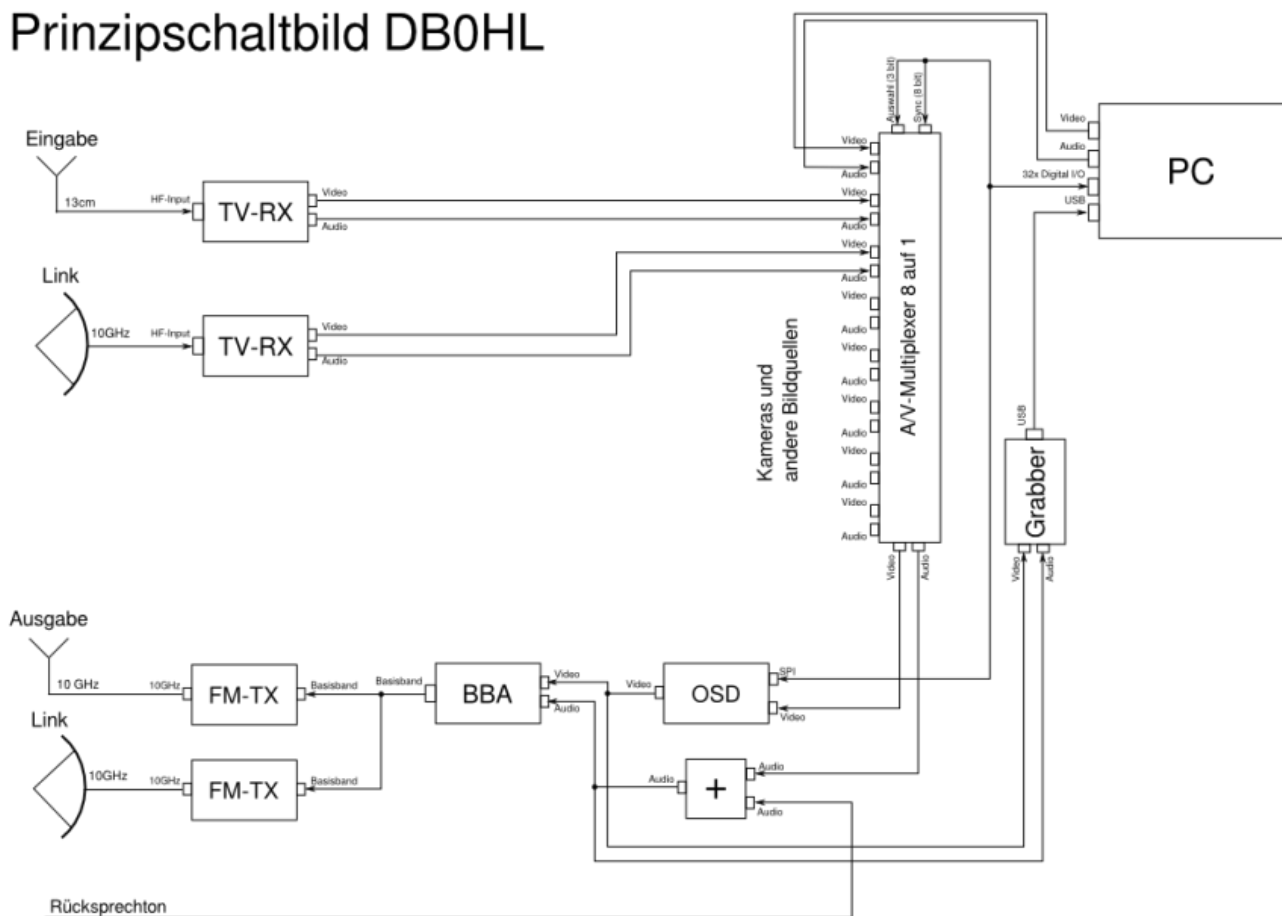 Prinzipschaltbild DB0HL
Auswahl (3 bit)
Sync (8 bit)
Video
Audio
32x Digital I/O
USB
PC
Eingabe
13cm
HF-Input
TV-RX
Video
Audio
Link
10GHz
HF-Input
TV-RX
Video
Audio
Video
Audio
Video
Audio
Video
Audio
Video
Audio
Video
Audio
Video
Audio
Video
Audio
Video
Audio
A/V-Multiplexer 8 auf 1
Kameras und
andere Bildquellen
Video
Audio
USB
Grabber
Video
Audio
Ausgabe
10 GHz
10GHz
FM-TX
Basisband
Basisband
BBA
Video
Audio
Video
OSD
SPI
Video
Link
10GHz
10GHz
FM-TX
Basisband
Audio
+
Audio
Audio
Rücksprechton